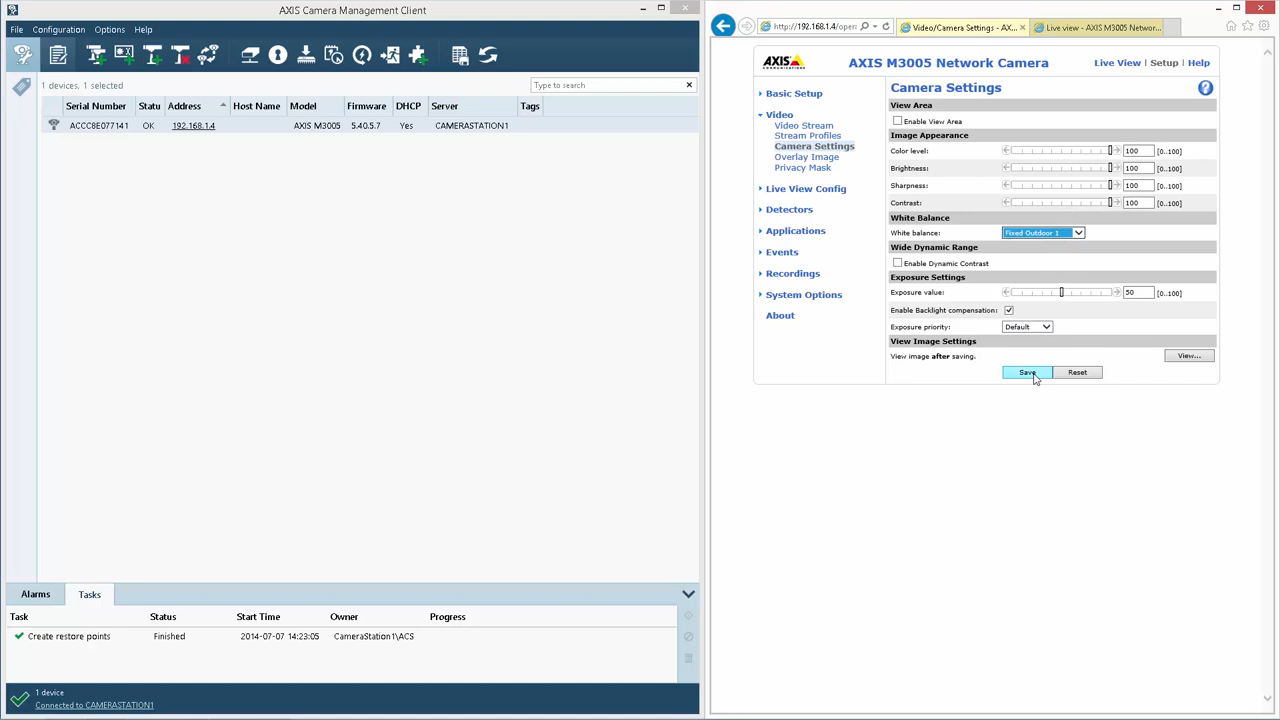 AXIS Camera Management Client
File Configuration Options Help
1 devices, 1 selected
Type to search
Serial Number Statu Address Host Name Model Firmware DHCP Server Tags
OK 192.168.1.4 AXIS M3005 5.40.5.7 Yes CAMERASTATION1
Alarms Tasks
Task Status Start Time Owner Progress
Create restore points Finished 2014-07-07 14:23:05 CameraStation1\ACS
1 device
Connected to CAMERASTATION1
http://192.168.1.4/oper
Video/Camera Settings - AX...
Live view - AXIS M3005 Networ...
AXIS
COMMUNICATIONS
AXIS M3005 Network Camera
Live View | Setup | Help
Basic Setup
Video
Video Stream
Stream Profiles
Camera Settings
Overlay Image
Privacy Mask
Live View Config
Detectors
Applications
Events
Recordings
System Options
About
Camera Settings
View Area
Enable View Area
Image Appearance
Color level: 100 [0..100]
Brightness: 100 [0..100]
Sharpness: 100 [0..100]
Contrast: 100 [0..100]
White Balance
White balance: Fixed Outdoor 1
Wide Dynamic Range
Enable Dynamic Contrast
Exposure Settings
Exposure value: 50 [0..100]
Enable Backlight compensation:
Exposure priority: Default
View Image Settings
View image after saving. View...
Save Reset